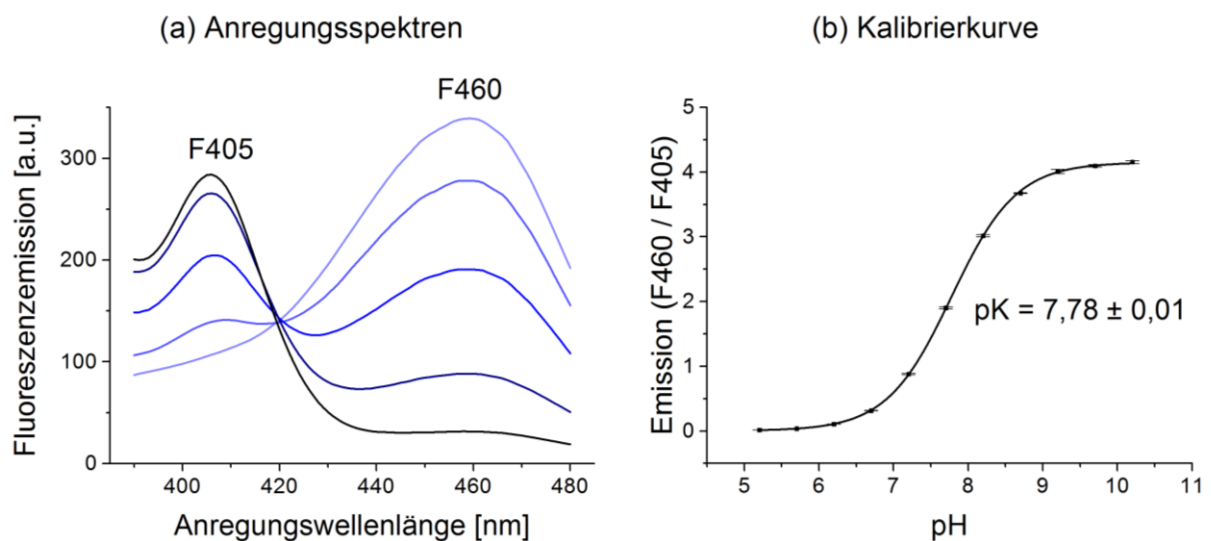 (a) Anregungsspektren
F460
F405
Fluoreszenzemission [a.u.]
300
200
100
0
400
420
440
460
480
Anregungswellenlänge [nm]
(b) Kalibrierkurve
Emission (F460 / F405)
5
4
3
2
1
0
pK = 7,78 ± 0,01
5
6
7
8
9
10
11
pH